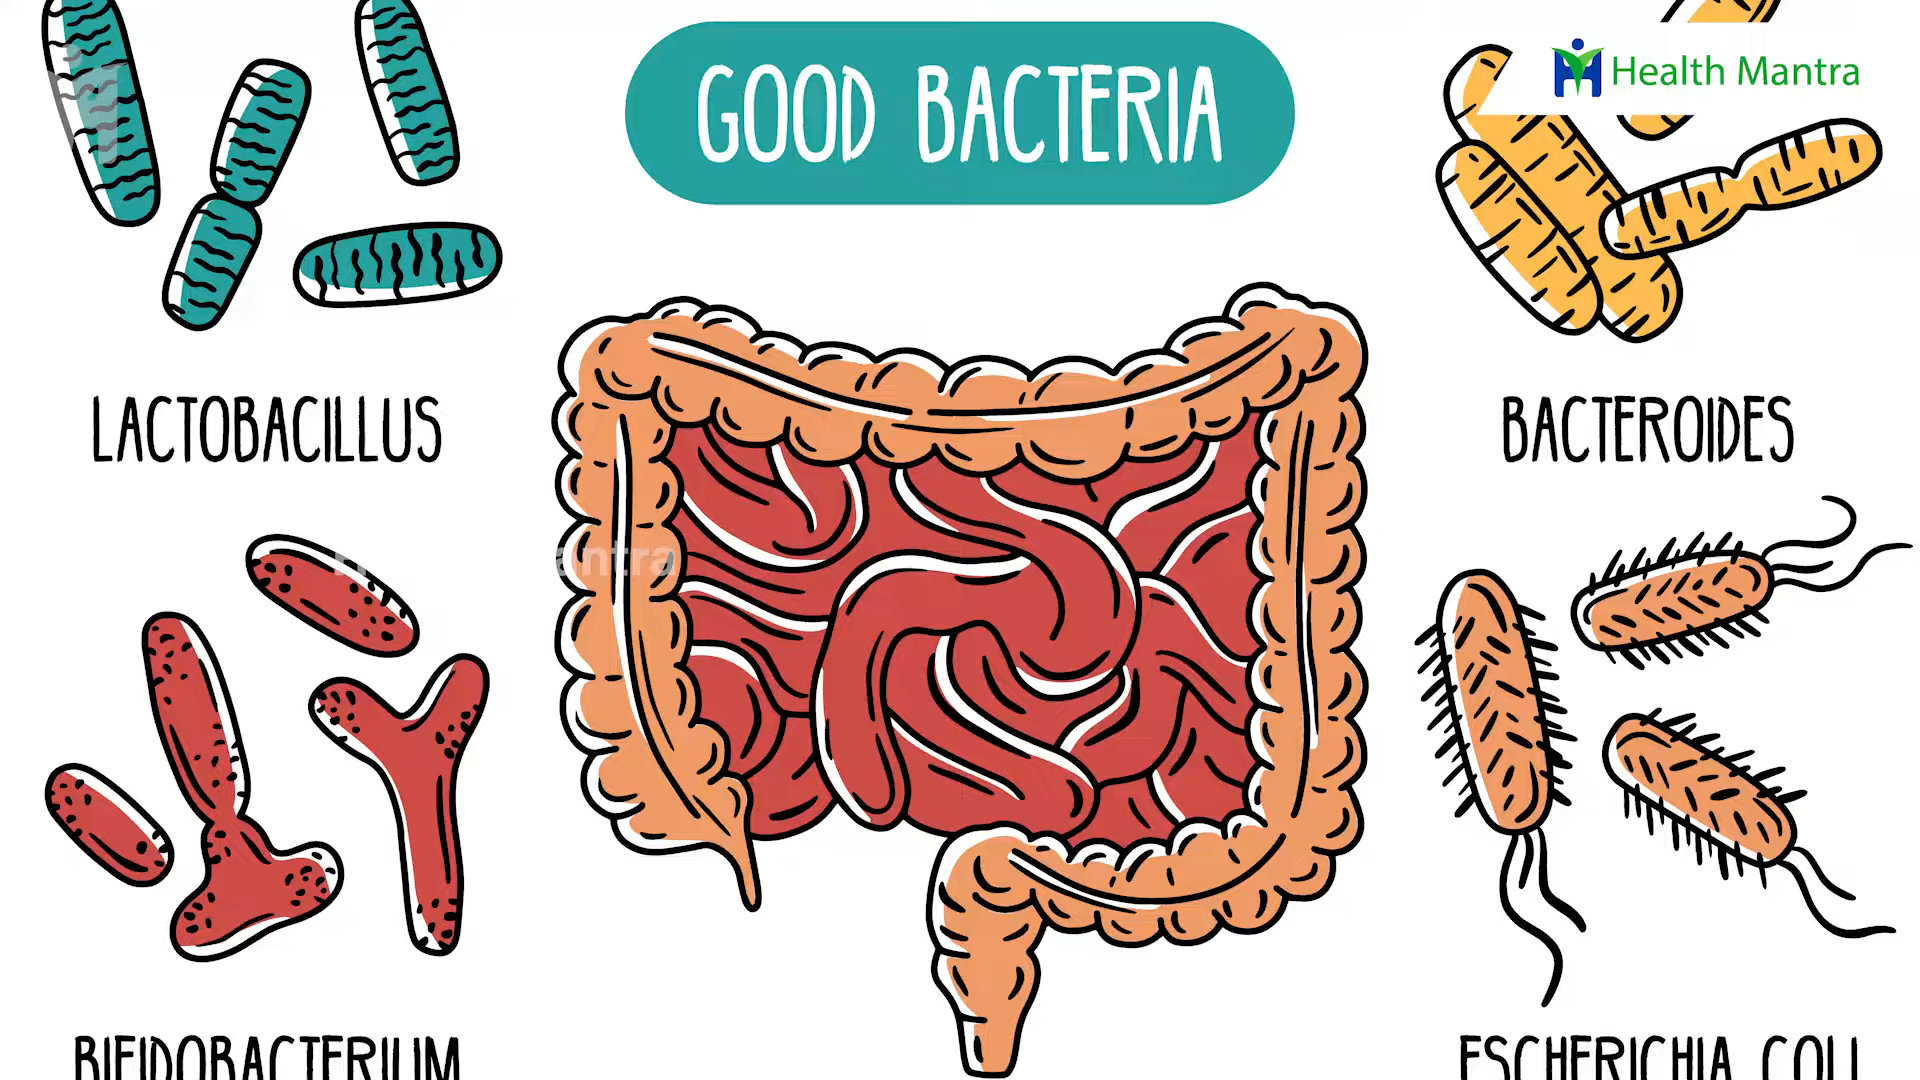 GOOD BACTERIA
Health Mantra
LACTOBACILLUS
BACTEROIDES
BIFIDOBACTERIUM
ESCHERICHIA COLI